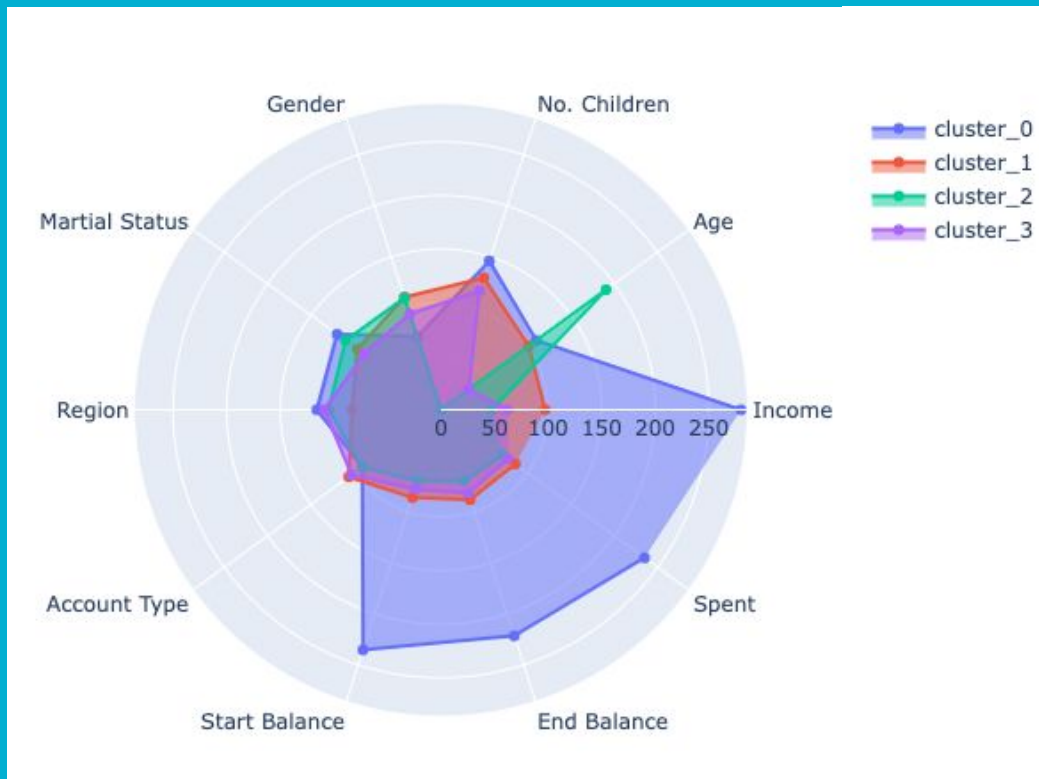 Gender
No. Children
cluster_0
cluster_1
cluster_2
cluster_3
Martial Status
Age
Region
0 50 100 150 200 250
Income
Account Type
Spent
Start Balance
End Balance